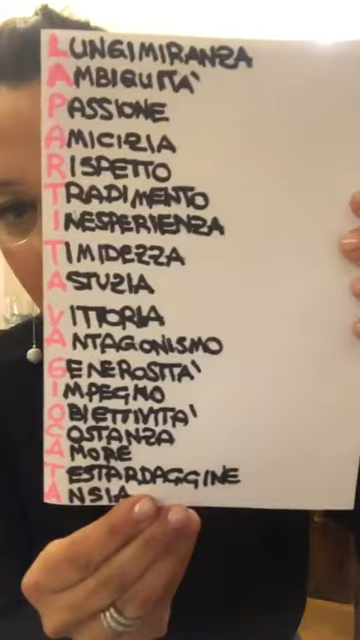 LUNGIMIRANZA
AMBIGUITA'
PASSIONE
AMICIZIA
RISPETTO
TRADIMENTO
INESPERIENZA
TIMIDEZZA
ASTUZIA
VITTORIA
ANTAGONISMO
GENEROSITA'
IMPEGNO
OBIETTIVITA'
COSTANZA
AMORE
TESTARDAGGINE
ANSIA